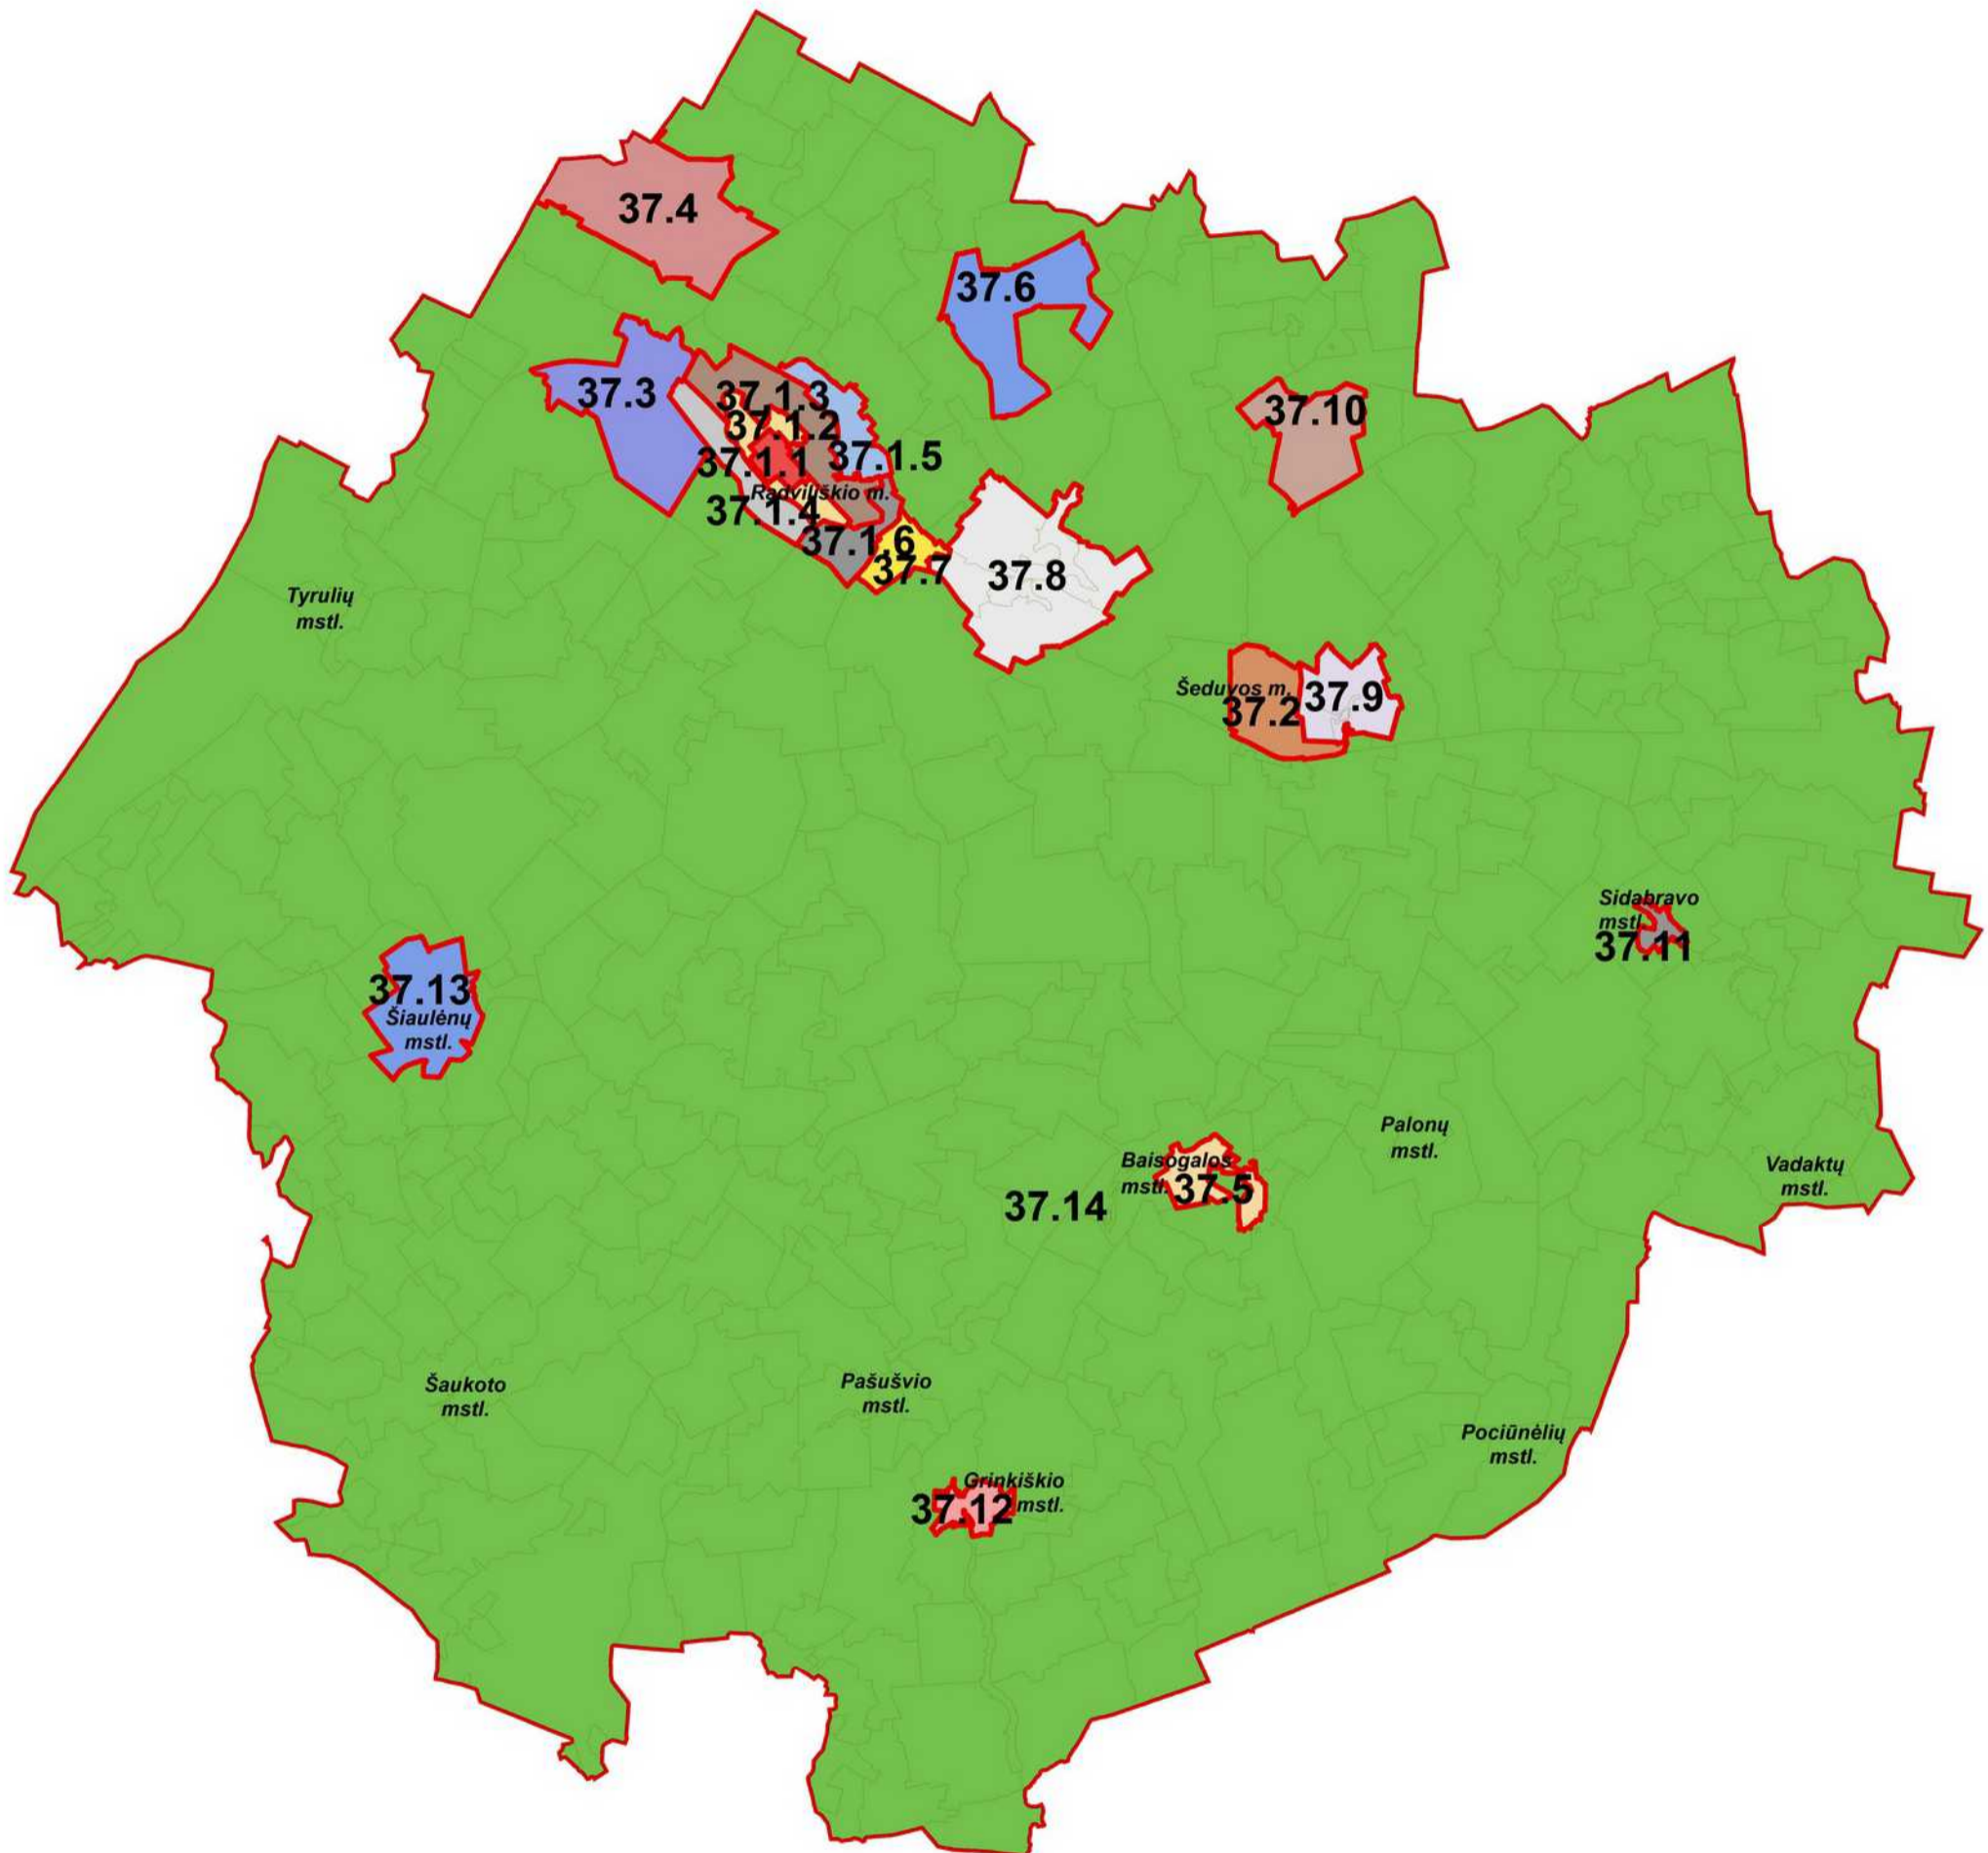 37.4
37.6
37.3
37.1.3
37.10
37.1.2
37.1.5
37.1.1
Radviliškio m.
37.1.4
37.1.6
37.7
37.8
Tyrulių
mstl.
Šeduvos m.
37.9
37.2
Sidabravo
mstl.
37.11
37.13
Šiaulėnų
mstl.
Palonų
mstl.
Baisogalos
mstl.
37.5
Vadaktų
mstl.
37.14
Šaukoto
mstl.
Pašušvio
mstl.
Pociūnėlių
mstl.
Grinkiškio
mstl.
37.12